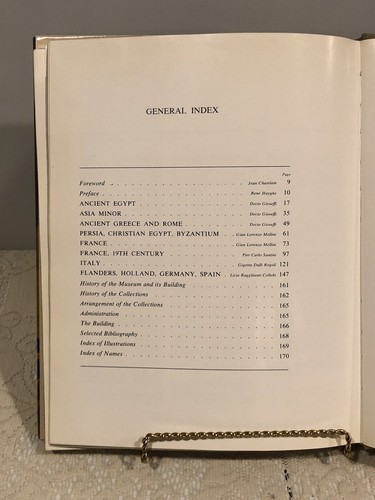 GENERAL INDEX
Page
Foreword Jean Chatelain 9
Preface René Huyghe 10
ANCIENT EGYPT Decio Gioseffi 17
ASIA MINOR Decio Gioseffi 35
ANCIENT GREECE AND ROME Decio Gioseffi 49
PERSIA, CHRISTIAN EGYPT, BYZANTIUM Gian Lorenzo Mellini 61
FRANCE Gian Lorenzo Mellini 73
FRANCE, 19TH CENTURY Pier Carlo Santini 97
ITALY Gigetta Dalli Regoli 121
FLANDERS, HOLLAND, GERMANY, SPAIN Licia Ragghianti Collobi 147
History of the Museum and its Building 161
History of the Collections 162
Arrangement of the Collections 165
Administration 165
The Building 166
Selected Bibliography 168
Index of Illustrations 169
Index of Names 170